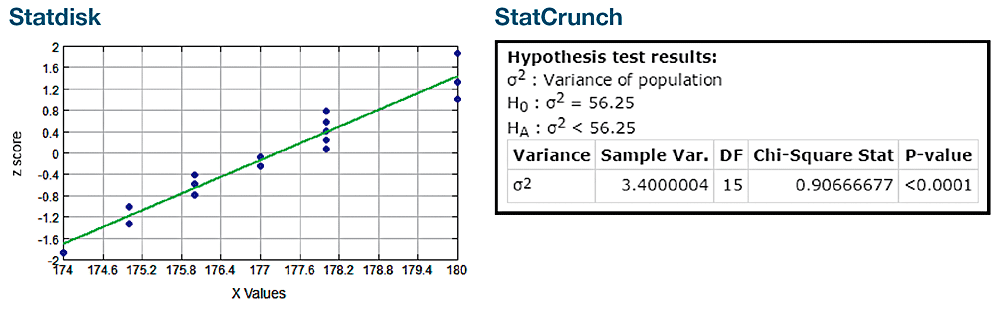 Statdisk
2
1.6
1.2
0.8
0.4
0
-0.4
-0.8
-1.2
-1.6
-2
z score
174 174.6 175.2 175.8 176.4 177 177.6 178.2 178.8 179.4 180
X Values
StatCrunch
Hypothesis test results:
σ² : Variance of population
H₀ : σ² = 56.25
H_A : σ² < 56.25
Variance Sample Var. DF Chi-Square Stat P-value
σ² 3.4000004 15 0.90666677 <0.0001